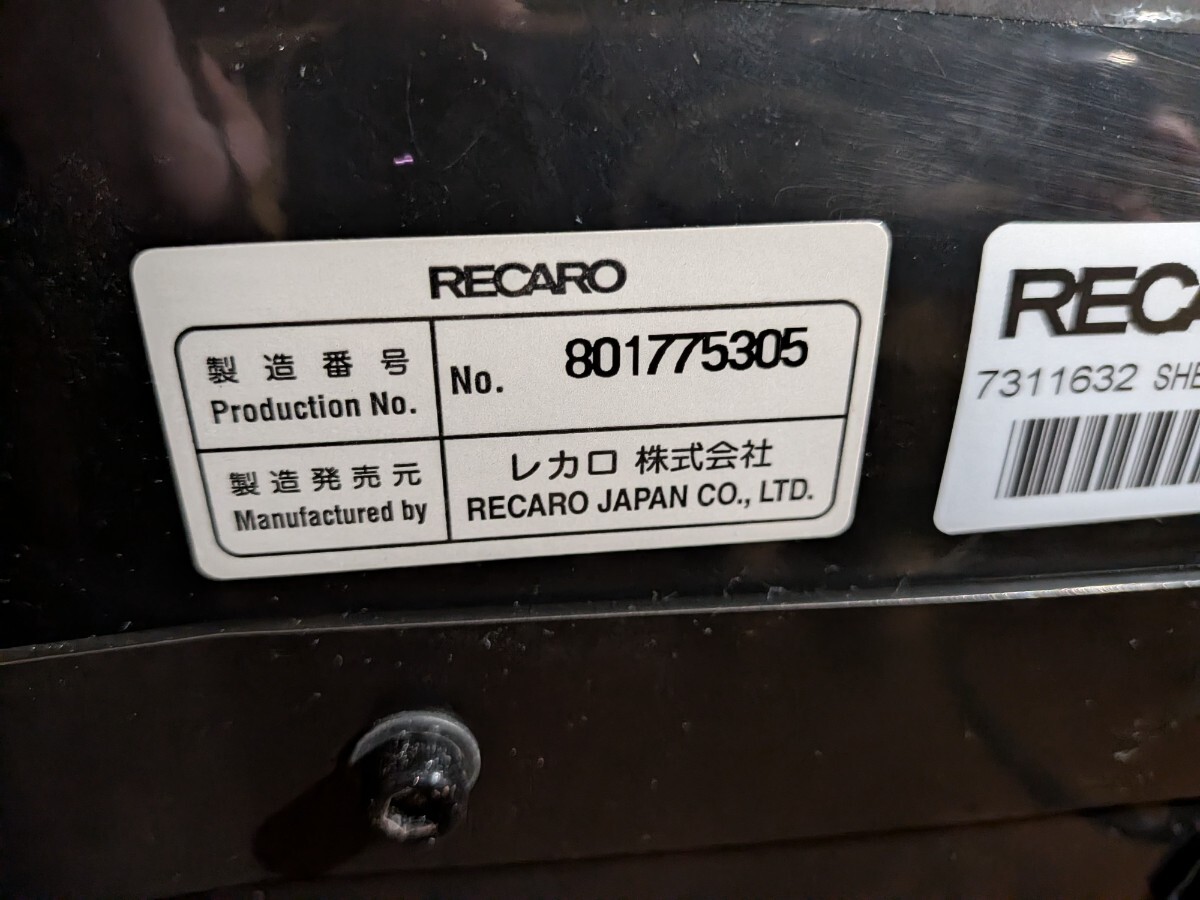 RECARO
製造番号
Production No.
No. 801775305
製造発売元
Manufactured by
レカロ 株式会社
RECARO JAPAN CO., LTD.
RECA
7311632 SHE